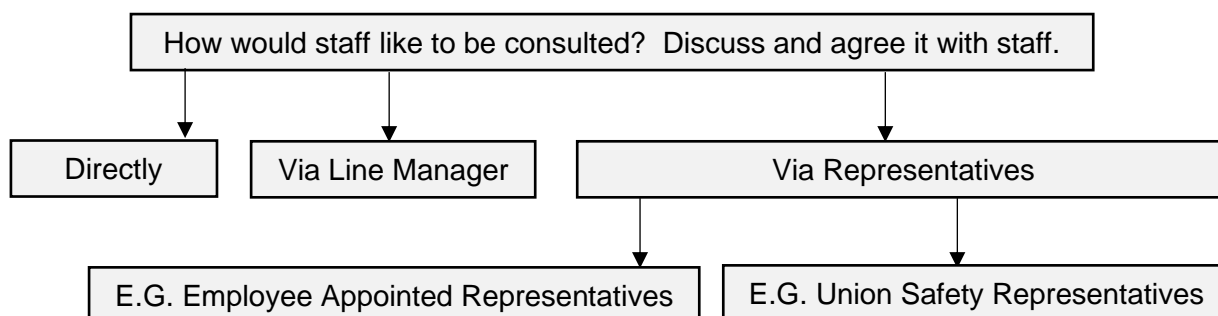 How would staff like to be consulted?  Discuss and agree it with staff.
Directly
Via Line Manager
Via Representatives
E.G. Employee Appointed Representatives
E.G. Union Safety Representatives